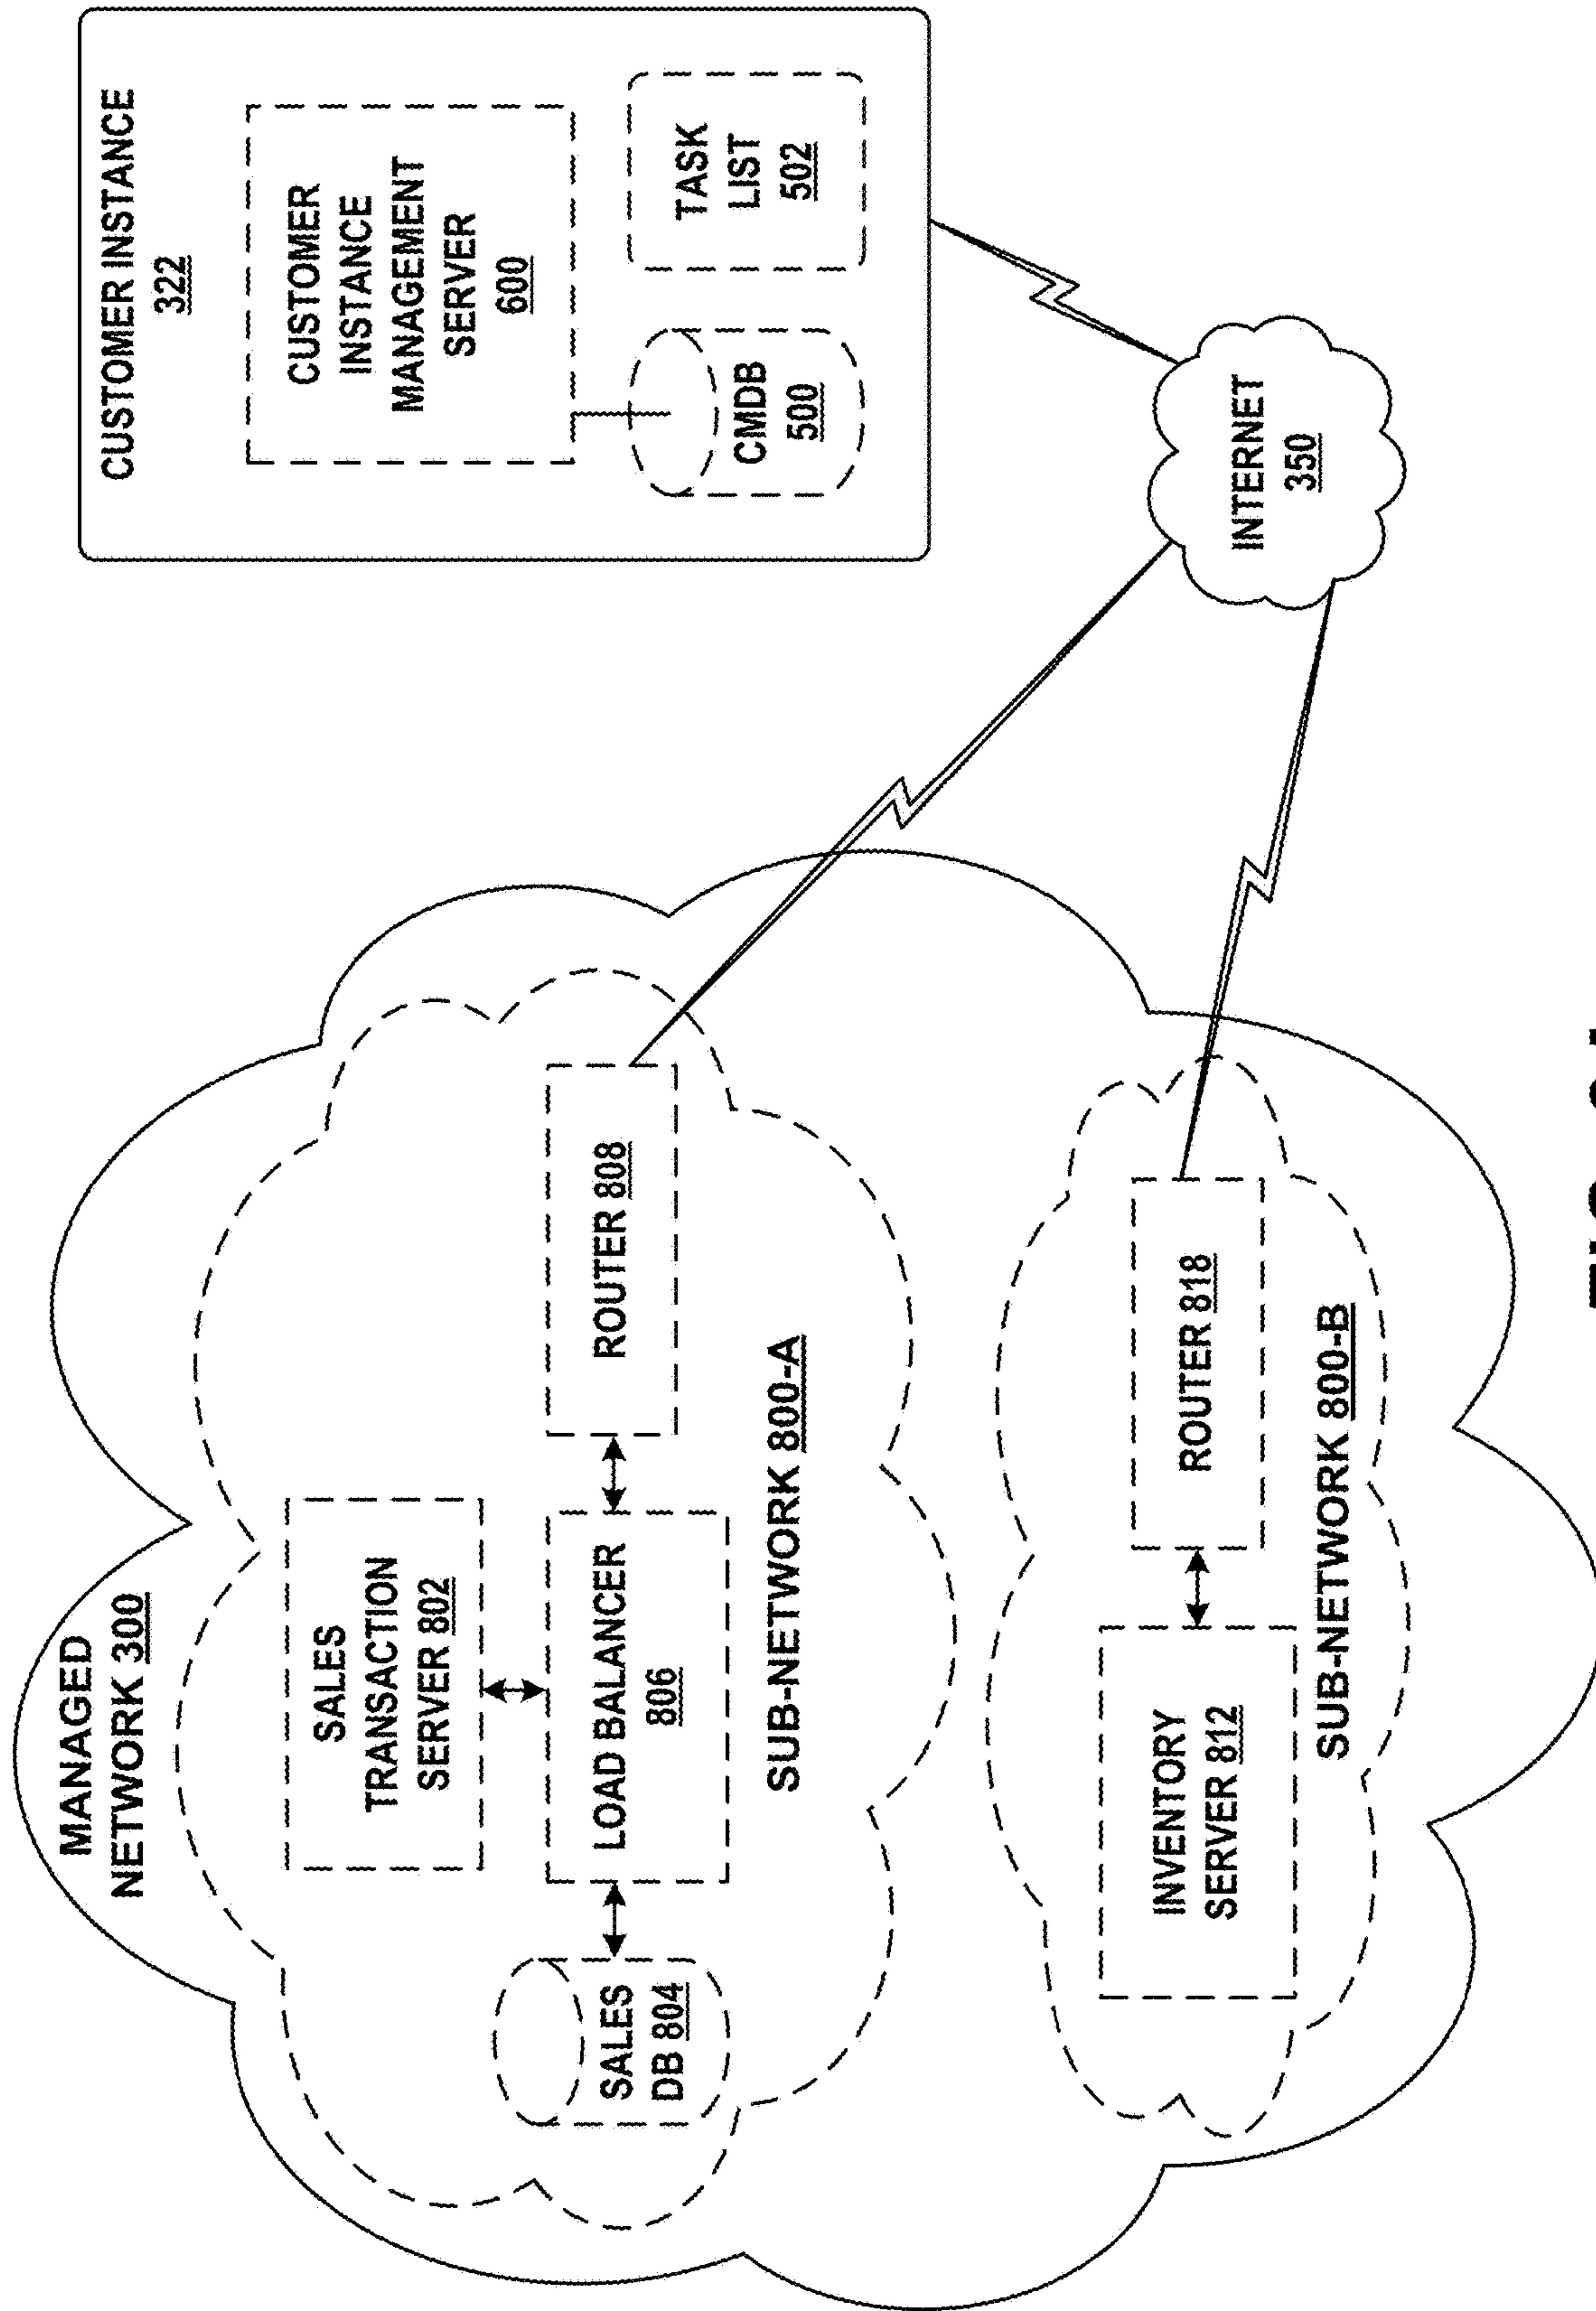 MANAGED
NETWORK 300
SALES
TRANSACTION
SERVER 802
SALES
DB 804
LOAD BALANCER
806
ROUTER 808
SUB-NETWORK 800-A
INVENTORY
SERVER 812
ROUTER 818
SUB-NETWORK 800-B
CUSTOMER INSTANCE
322
CUSTOMER
INSTANCE
MANAGEMENT
SERVER
600
CMDB
500
TASK
LIST
502
INTERNET
350